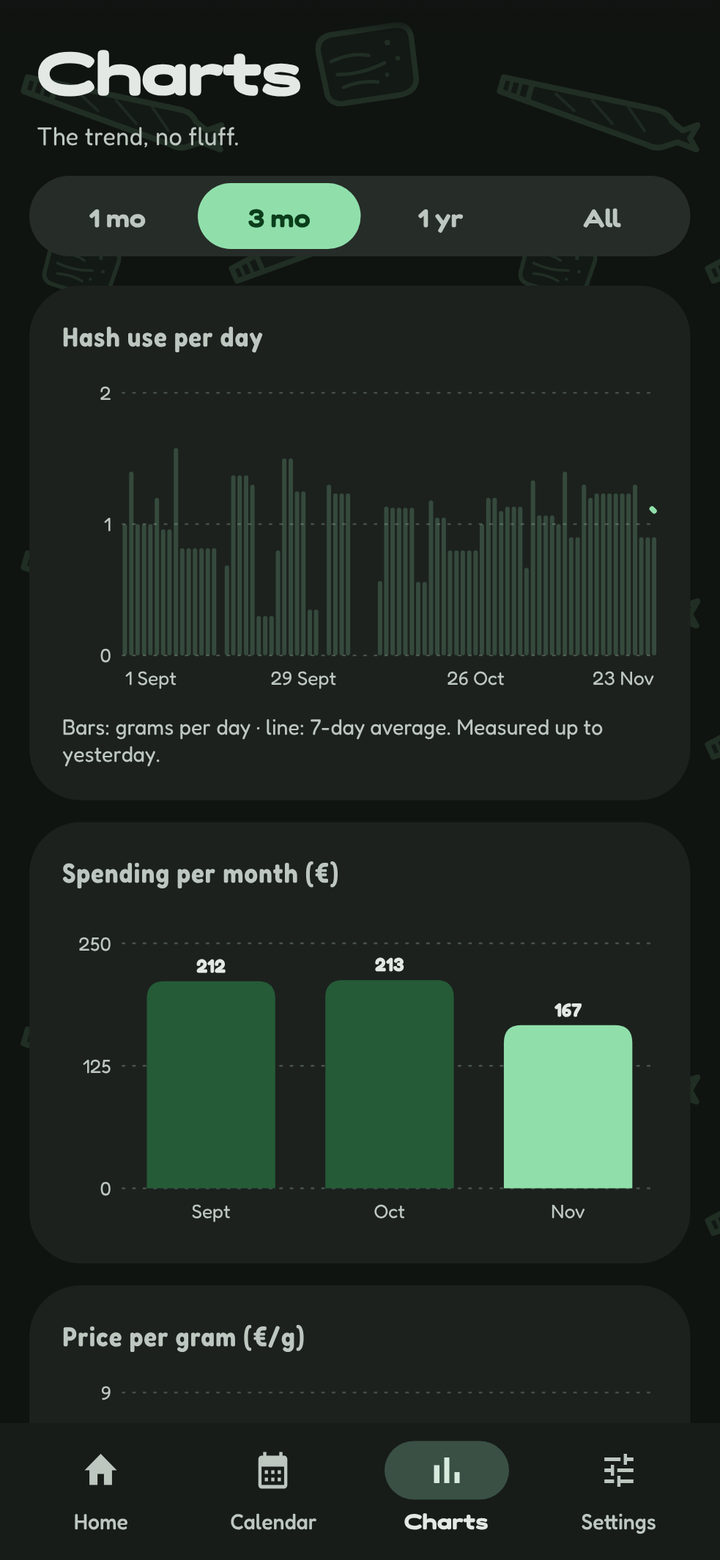 Charts
The trend, no fluff.
1 mo
3 mo
1 yr
All
Hash use per day
2
1
0
1 Sept
29 Sept
26 Oct
23 Nov
Bars: grams per day · line: 7-day average. Measured up to
yesterday.
Spending per month (€)
250
212
213
167
125
0
Sept
Oct
Nov
Price per gram (€/g)
9
Home
Calendar
Charts
Settings